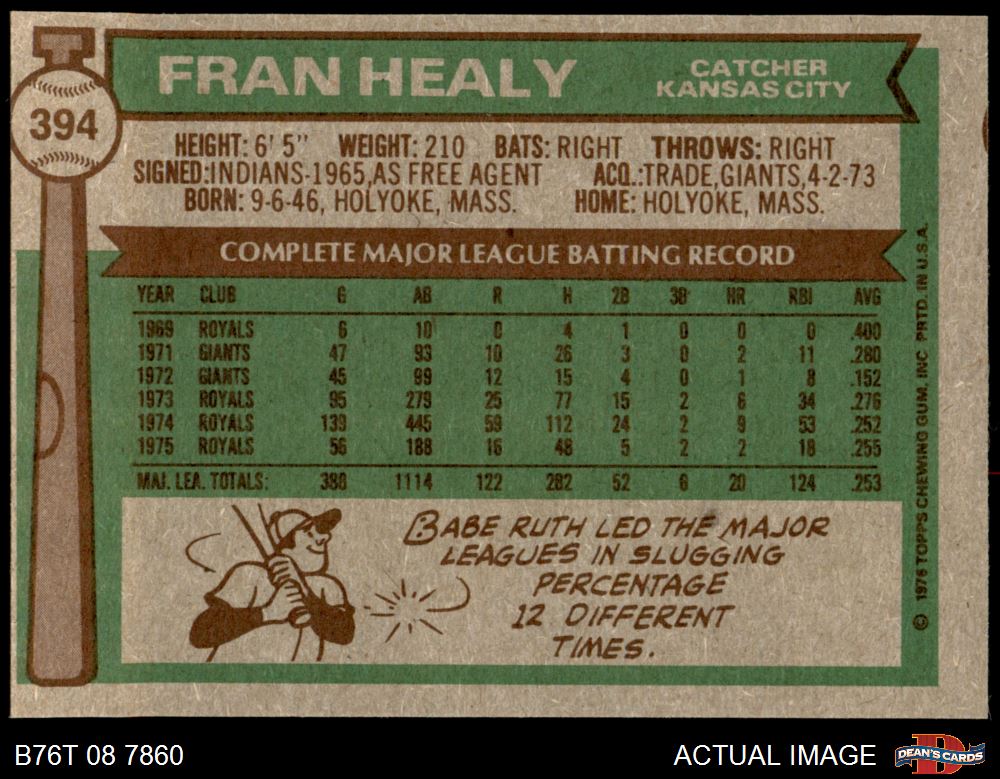 T
394
FRAN HEALY
CATCHER
KANSAS CITY
HEIGHT: 6' 5" WEIGHT: 210 BATS: RIGHT THROWS: RIGHT
SIGNED:INDIANS-1965,AS FREE AGENT ACQ.:TRADE,GIANTS,4-2-73
BORN: 9-6-46, HOLYOKE, MASS. HOME: HOLYOKE, MASS.
COMPLETE MAJOR LEAGUE BATTING RECORD
YEAR CLUB G AB R H 2B 3B HR RBI AVG
1969 ROYALS 6 10 0 4 1 0 0 0 .400
1971 GIANTS 47 93 10 26 3 0 2 11 .280
1972 GIANTS 45 99 12 15 4 0 1 8 .152
1973 ROYALS 95 279 25 77 15 2 6 34 .276
1974 ROYALS 139 445 59 112 24 2 9 53 .252
1975 ROYALS 56 188 16 48 5 2 2 18 .255
MAJ. LEA. TOTALS: 388 1114 122 282 52 6 20 124 .253
BABE RUTH LED THE MAJOR
LEAGUES IN SLUGGING
PERCENTAGE
12 DIFFERENT
TIMES.
© 1976 TOPPS CHEWING GUM, INC. PRTD. IN U.S.A.
B76T 08 7860
ACTUAL IMAGE
DEAN'S CARDS